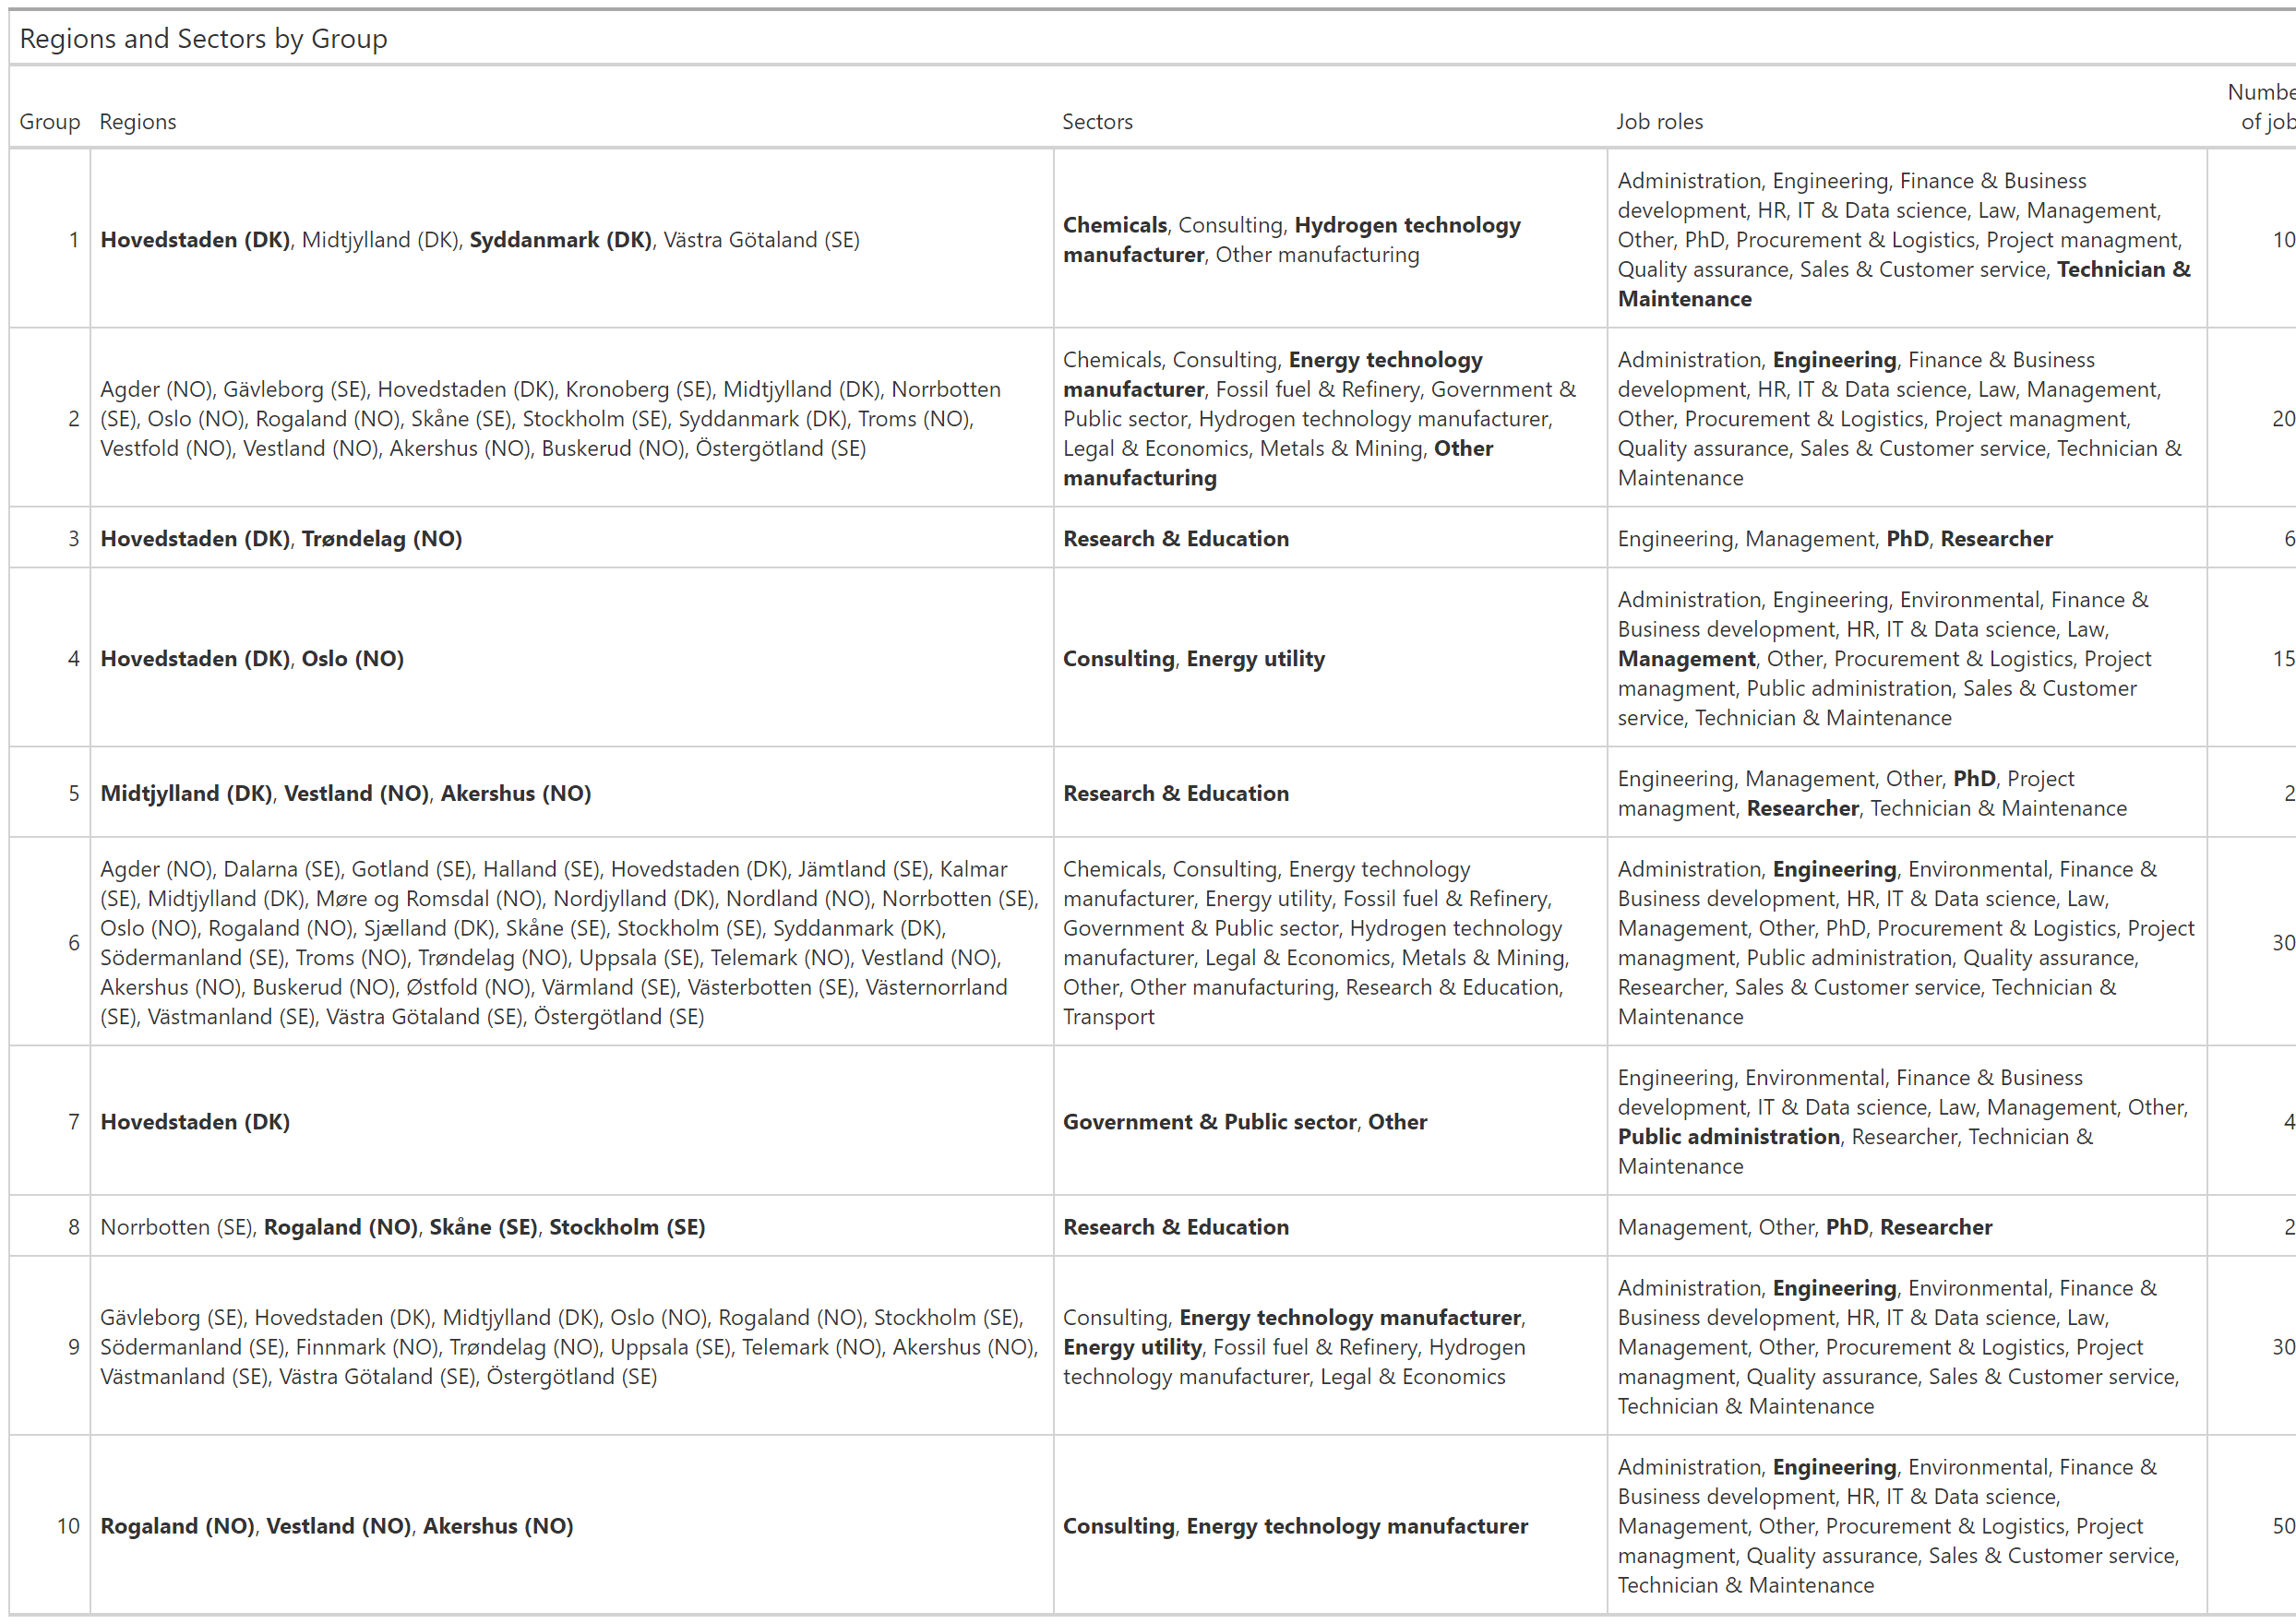 Regions and Sectors by Group
Numbe
Group Regions Sectors Job roles of job
Administration, Engineering, Finance & Business
development, HR, IT & Data science, Law, Management,
1 Hovedstaden (DK), Midtjylland (DK), Syddanmark (DK), Västra Götaland (SE) Chemicals, Consulting, Hydrogen technology
manufacturer, Other manufacturing
Other, PhD, Procurement & Logistics, Project managment, 10
Quality assurance, Sales & Customer service, Technician &
Maintenance
2 Agder (NO), Gävleborg (SE), Hovedstaden (DK), Kronoberg (SE), Midtjylland (DK), Norrbotten
(SE), Oslo (NO), Rogaland (NO), Skåne (SE), Stockholm (SE), Syddanmark (DK), Troms (NO),
Vestfold (NO), Vestland (NO), Akershus (NO), Buskerud (NO), Östergötland (SE)
Chemicals, Consulting, Energy technology
manufacturer, Fossil fuel & Refinery, Government &
Public sector, Hydrogen technology manufacturer,
Legal & Economics, Metals & Mining, Other
manufacturing
Administration, Engineering, Finance & Business
development, HR, IT & Data science, Law, Management,
Other, Procurement & Logistics, Project managment, 20
Quality assurance, Sales & Customer service, Technician &
Maintenance
3 Hovedstaden (DK), Trøndelag (NO) Research & Education Engineering, Management, PhD, Researcher 6
4 Hovedstaden (DK), Oslo (NO) Consulting, Energy utility
Administration, Engineering, Environmental, Finance &
Business development, HR, IT & Data science, Law,
Management, Other, Procurement & Logistics, Project 15
managment, Public administration, Sales & Customer
service, Technician & Maintenance
5 Midtjylland (DK), Vestland (NO), Akershus (NO) Research & Education
Engineering, Management, Other, PhD, Project
managment, Researcher, Technician & Maintenance 2
6 Agder (NO), Dalarna (SE), Gotland (SE), Halland (SE), Hovedstaden (DK), Jämtland (SE), Kalmar
(SE), Midtjylland (DK), Møre og Romsdal (NO), Nordjylland (DK), Nordland (NO), Norrbotten (SE),
Oslo (NO), Rogaland (NO), Sjælland (DK), Skåne (SE), Stockholm (SE), Syddanmark (DK),
Södermanland (SE), Troms (NO), Trøndelag (NO), Uppsala (SE), Telemark (NO), Vestland (NO),
Akershus (NO), Buskerud (NO), Østfold (NO), Värmland (SE), Västerbotten (SE), Västernorrland
(SE), Västmanland (SE), Västra Götaland (SE), Östergötland (SE)
Chemicals, Consulting, Energy technology
manufacturer, Energy utility, Fossil fuel & Refinery,
Government & Public sector, Hydrogen technology
manufacturer, Legal & Economics, Metals & Mining,
Other, Other manufacturing, Research & Education,
Transport
Administration, Engineering, Environmental, Finance &
Business development, HR, IT & Data science, Law,
Management, Other, PhD, Procurement & Logistics, Project
managment, Public administration, Quality assurance, 30
Researcher, Sales & Customer service, Technician &
Maintenance
7 Hovedstaden (DK) Government & Public sector, Other
Engineering, Environmental, Finance & Business
development, IT & Data science, Law, Management, Other,
Public administration, Researcher, Technician & 4
Maintenance
8 Norrbotten (SE), Rogaland (NO), Skåne (SE), Stockholm (SE) Research & Education Management, Other, PhD, Researcher 2
9 Gävleborg (SE), Hovedstaden (DK), Midtjylland (DK), Oslo (NO), Rogaland (NO), Stockholm (SE),
Södermanland (SE), Finnmark (NO), Trøndelag (NO), Uppsala (SE), Telemark (NO), Akershus (NO),
Västmanland (SE), Västra Götaland (SE), Östergötland (SE)
Consulting, Energy technology manufacturer,
Energy utility, Fossil fuel & Refinery, Hydrogen
technology manufacturer, Legal & Economics
Administration, Engineering, Environmental, Finance &
Business development, HR, IT & Data science, Law,
Management, Other, Procurement & Logistics, Project 30
managment, Quality assurance, Sales & Customer service,
Technician & Maintenance
10 Rogaland (NO), Vestland (NO), Akershus (NO) Consulting, Energy technology manufacturer
Administration, Engineering, Environmental, Finance &
Business development, HR, IT & Data science,
Management, Other, Procurement & Logistics, Project 50
managment, Quality assurance, Sales & Customer service,
Technician & Maintenance